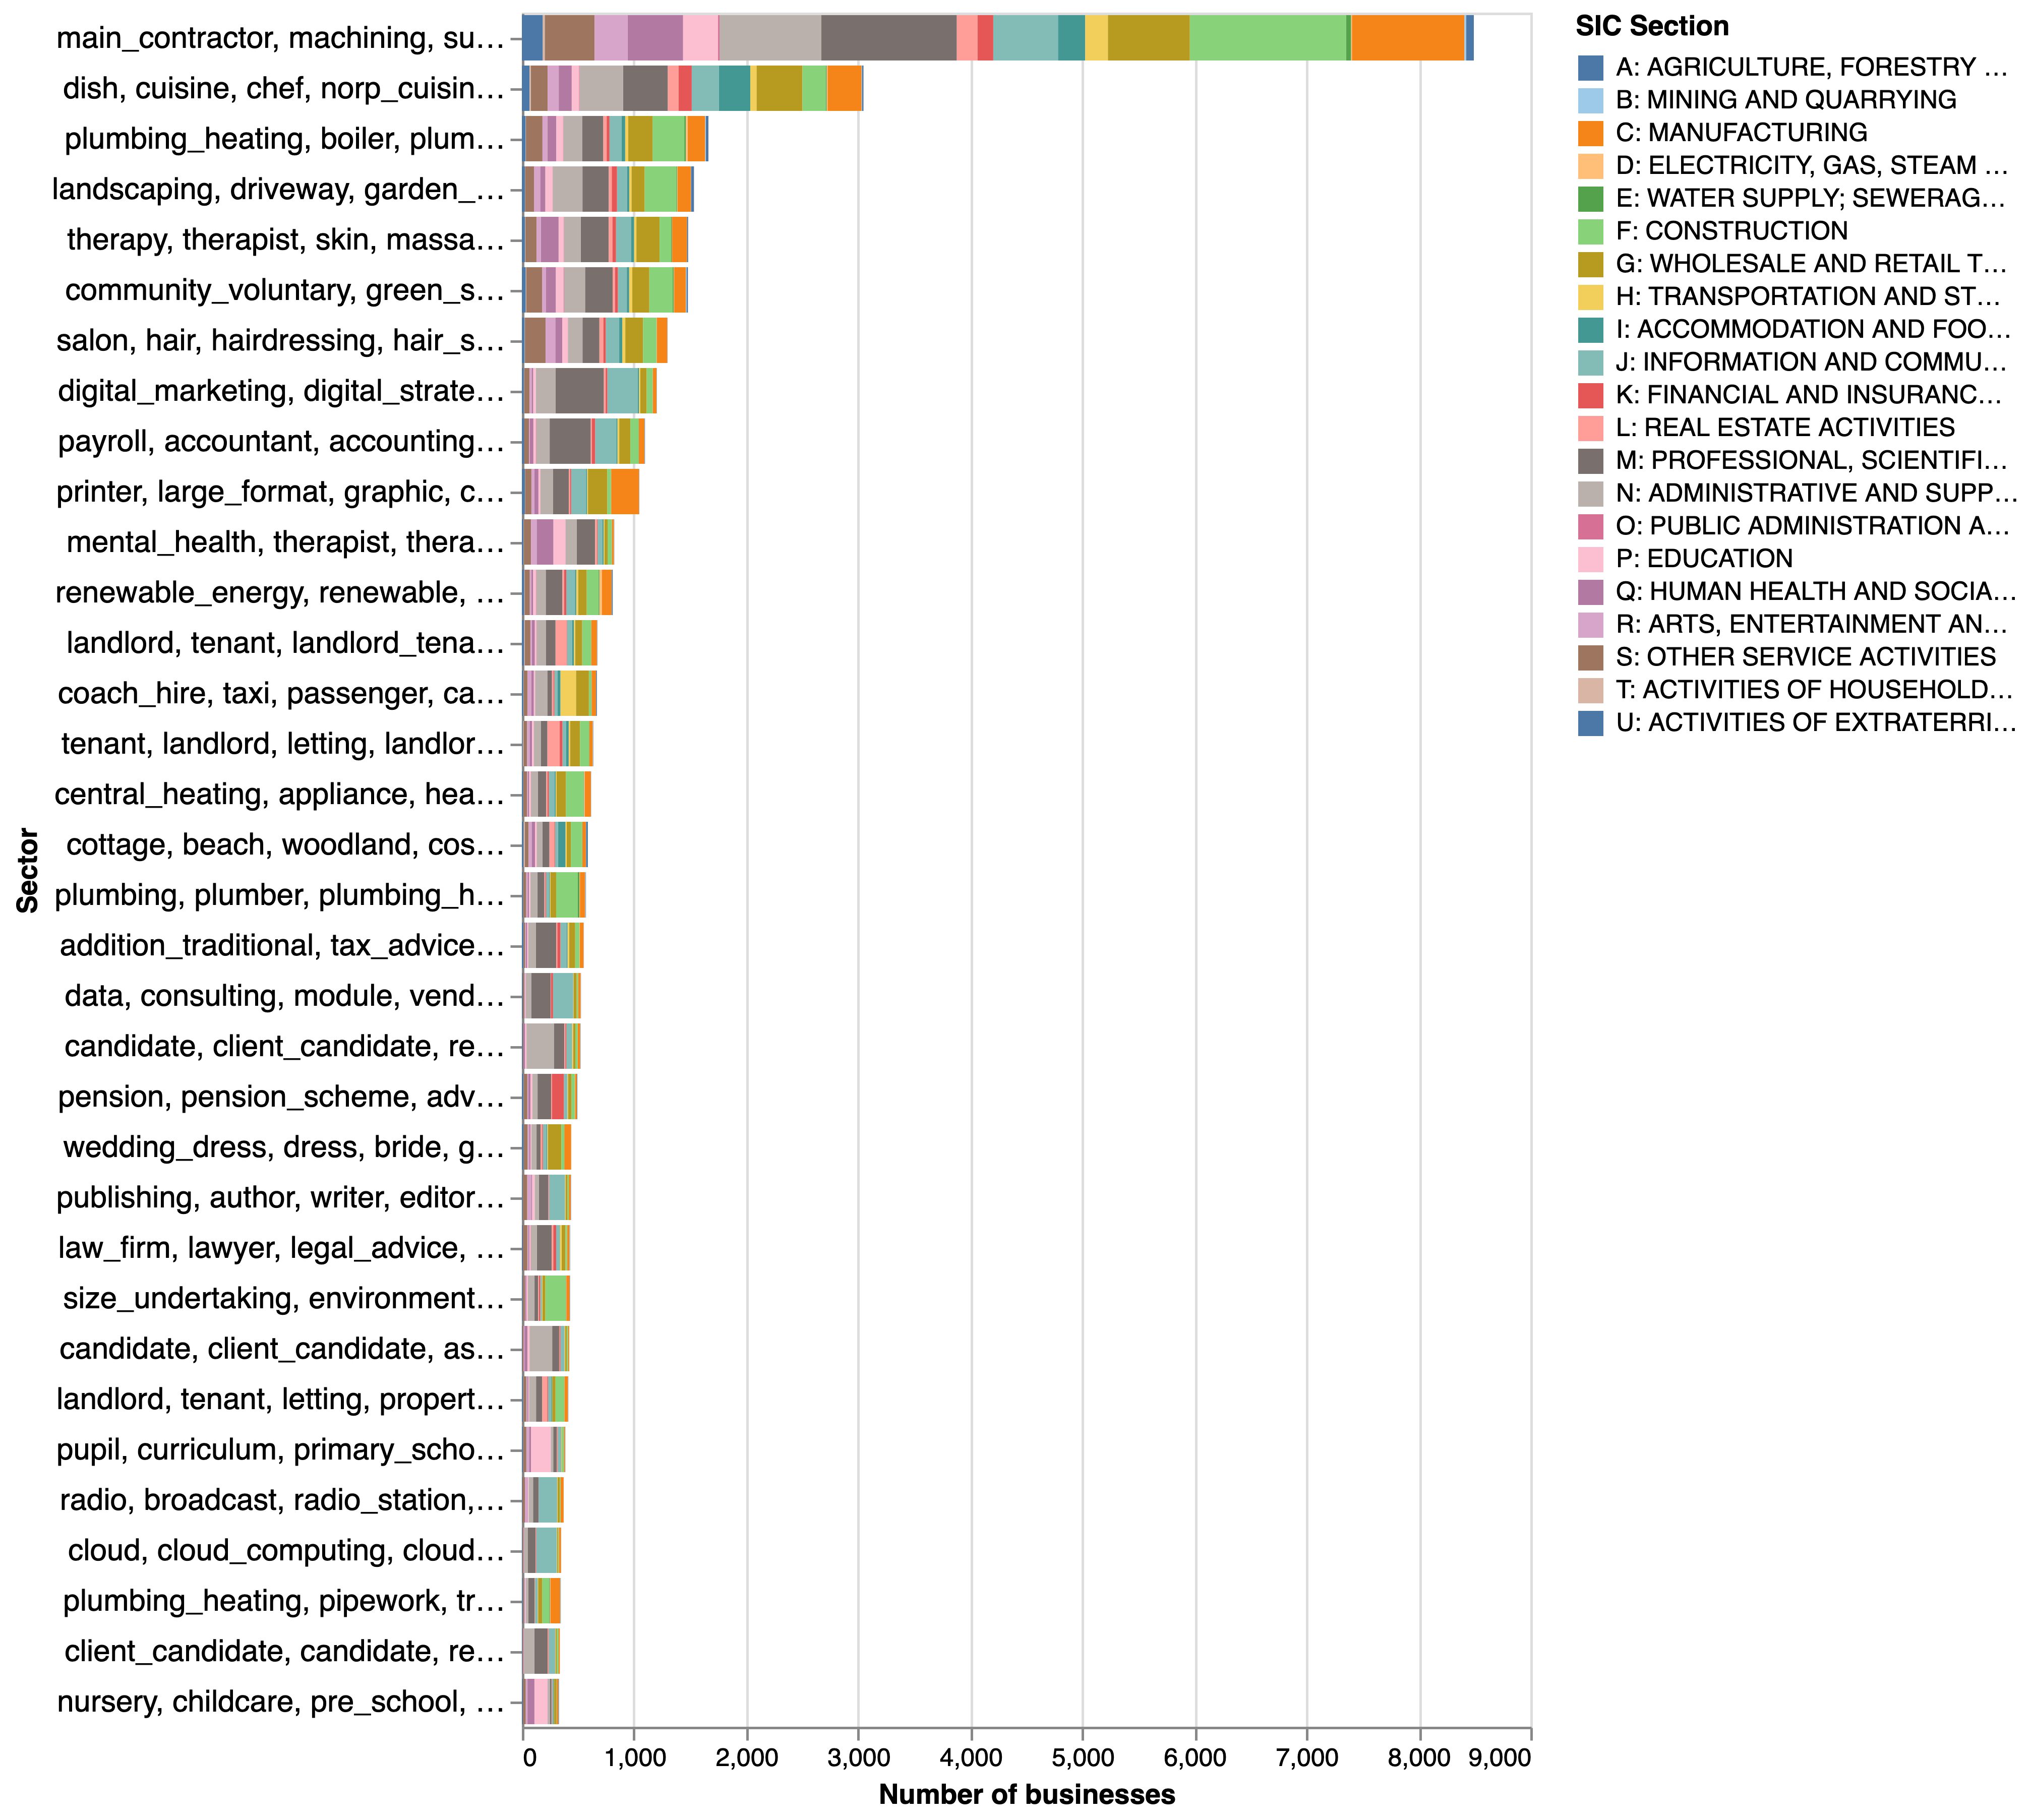 main_contractor, machining, su…
dish, cuisine, chef, norp_cuisin…
plumbing_heating, boiler, plum…
landscaping, driveway, garden_…
therapy, therapist, skin, massa…
community_voluntary, green_s…
salon, hair, hairdressing, hair_s…
digital_marketing, digital_strate…
payroll, accountant, accounting…
printer, large_format, graphic, c…
mental_health, therapist, thera…
renewable_energy, renewable, …
landlord, tenant, landlord_tena…
coach_hire, taxi, passenger, ca…
tenant, landlord, letting, landlor…
central_heating, appliance, hea…
cottage, beach, woodland, cos…
plumbing, plumber, plumbing_h…
addition_traditional, tax_advice…
data, consulting, module, vend…
candidate, client_candidate, re…
pension, pension_scheme, adv…
wedding_dress, dress, bride, g…
publishing, author, writer, editor…
law_firm, lawyer, legal_advice, …
size_undertaking, environment…
candidate, client_candidate, as…
landlord, tenant, letting, propert…
pupil, curriculum, primary_scho…
radio, broadcast, radio_station,…
cloud, cloud_computing, cloud…
plumbing_heating, pipework, tr…
client_candidate, candidate, re…
nursery, childcare, pre_school, …
Sector
0 1,000 2,000 3,000 4,000 5,000 6,000 7,000 8,000 9,000
Number of businesses
SIC Section
A: AGRICULTURE, FORESTRY …
B: MINING AND QUARRYING
C: MANUFACTURING
D: ELECTRICITY, GAS, STEAM …
E: WATER SUPPLY; SEWERAG…
F: CONSTRUCTION
G: WHOLESALE AND RETAIL T…
H: TRANSPORTATION AND ST…
I: ACCOMMODATION AND FOO…
J: INFORMATION AND COMMU…
K: FINANCIAL AND INSURANC…
L: REAL ESTATE ACTIVITIES
M: PROFESSIONAL, SCIENTIFI…
N: ADMINISTRATIVE AND SUPP…
O: PUBLIC ADMINISTRATION A…
P: EDUCATION
Q: HUMAN HEALTH AND SOCIA…
R: ARTS, ENTERTAINMENT AN…
S: OTHER SERVICE ACTIVITIES
T: ACTIVITIES OF HOUSEHOLD…
U: ACTIVITIES OF EXTRATERRI…